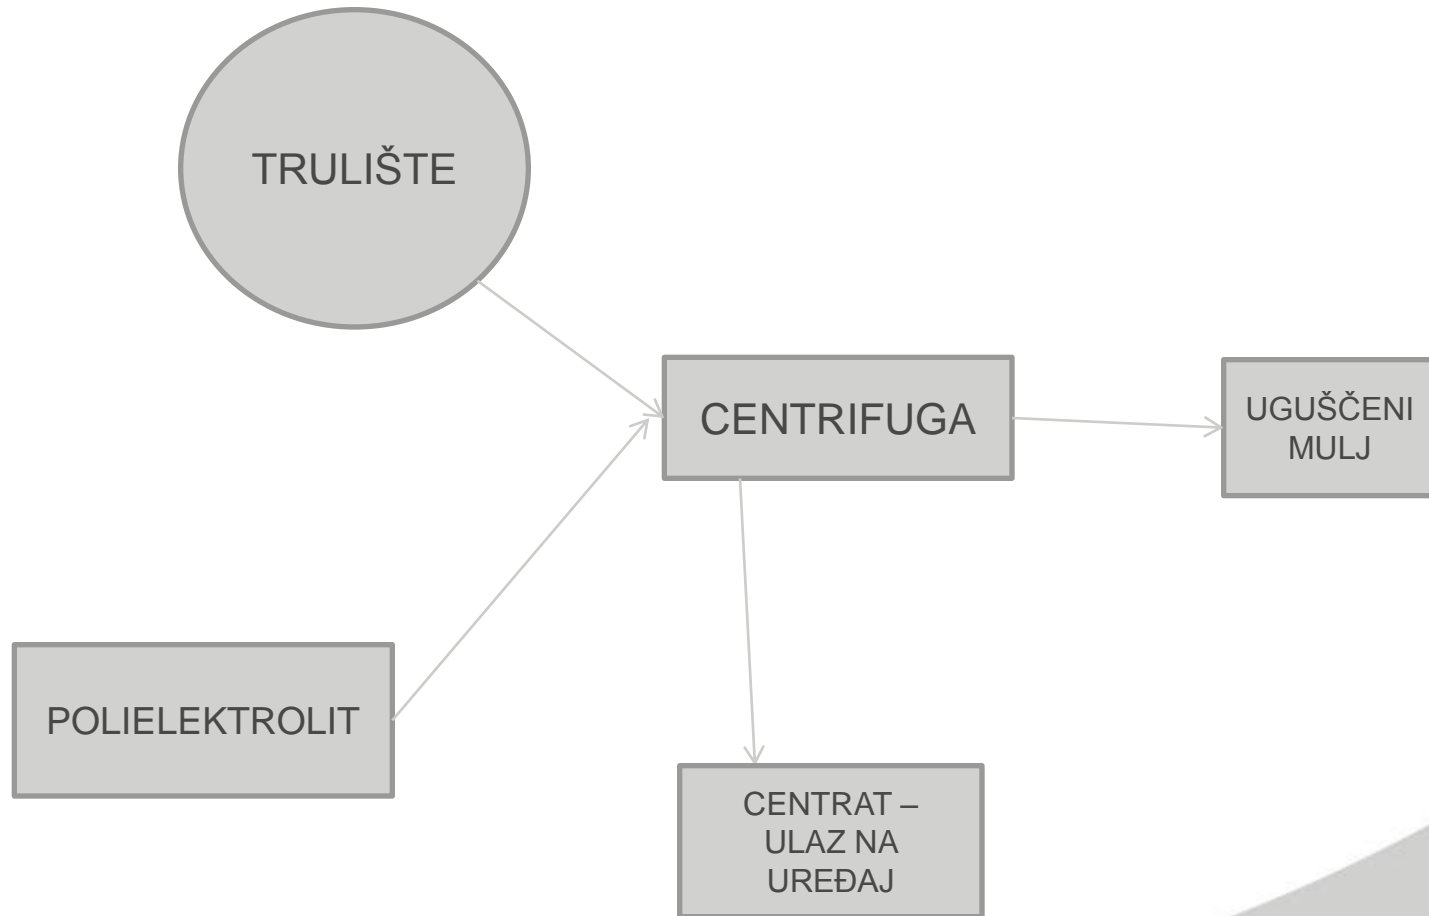 TRULIŠTE
CENTRIFUGA
UGUŠČENI
MULJ
POLIELEKTROLIT
CENTRAT –
ULAZ NA
UREĐAJ